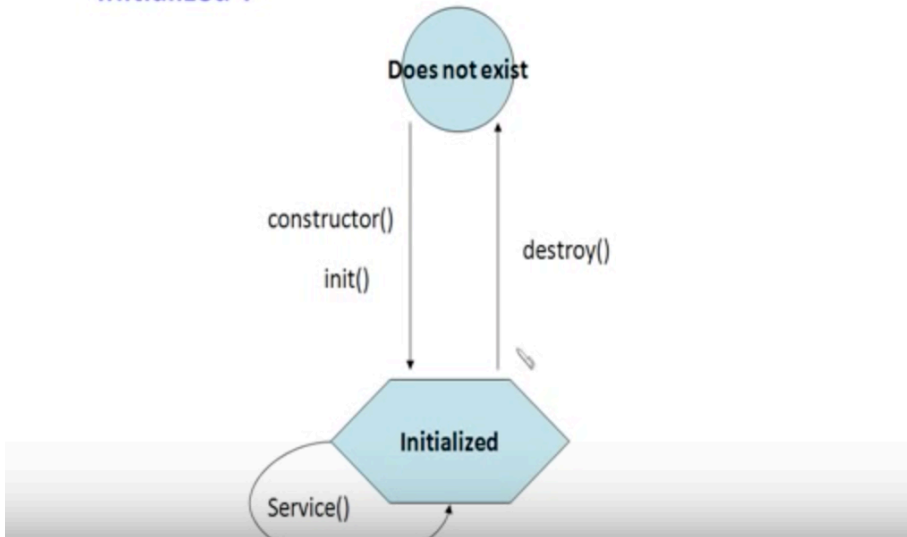 Does not exist
constructor()
destroy()
init()
Initialized
Service()